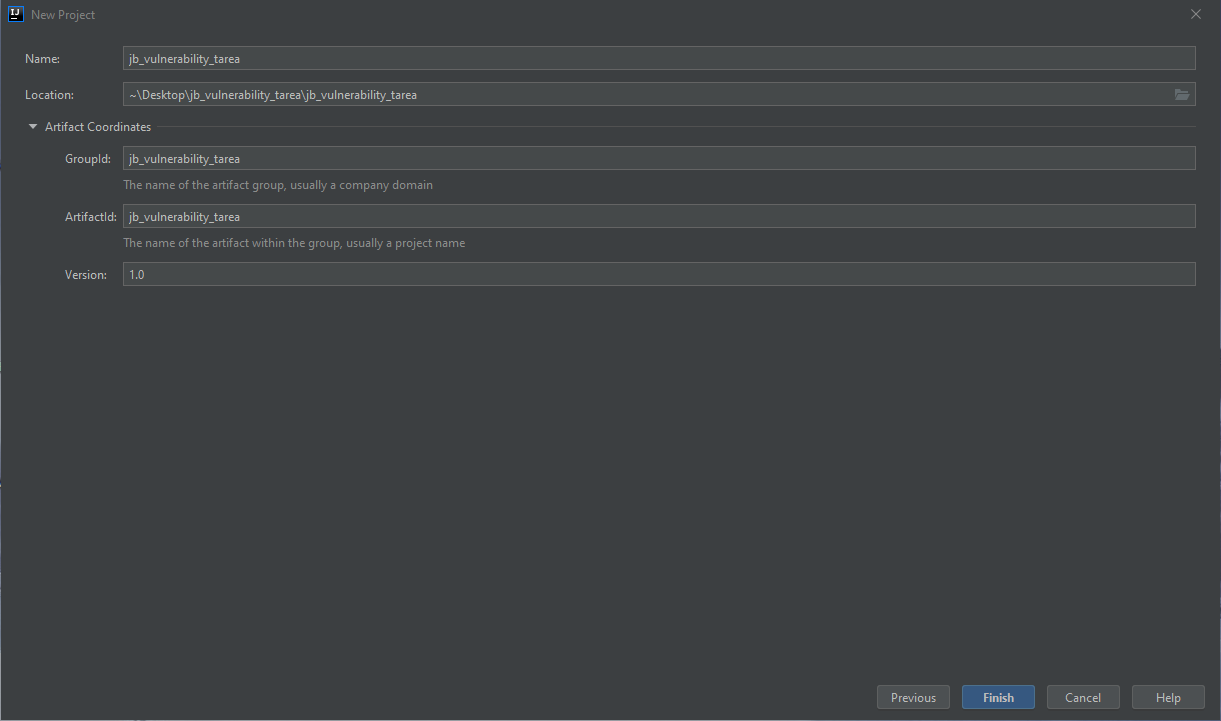 IJ
New Project
Name: jb_vulnerability_tarea
Location: ~\Desktop\jb_vulnerability_tarea\jb_vulnerability_tarea
Artifact Coordinates
GroupId: jb_vulnerability_tarea
The name of the artifact group, usually a company domain
ArtifactId: jb_vulnerability_tarea
The name of the artifact within the group, usually a project name
Version: 1.0
Previous Finish Cancel Help